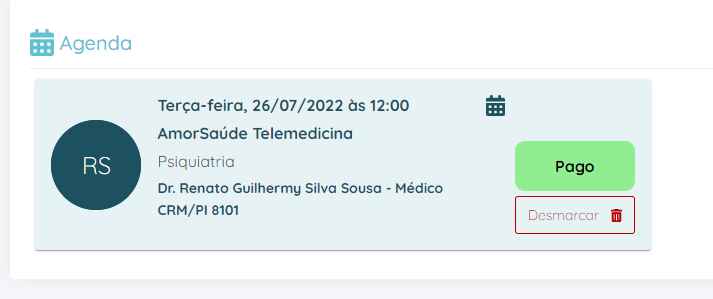 Agenda
Terça-feira, 26/07/2022 às 12:00
AmorSaúde Telemedicina
RS
Psiquiatria
Pago
Dr. Renato Guilhermy Silva Sousa - Médico
CRM/PI 8101
Desmarcar